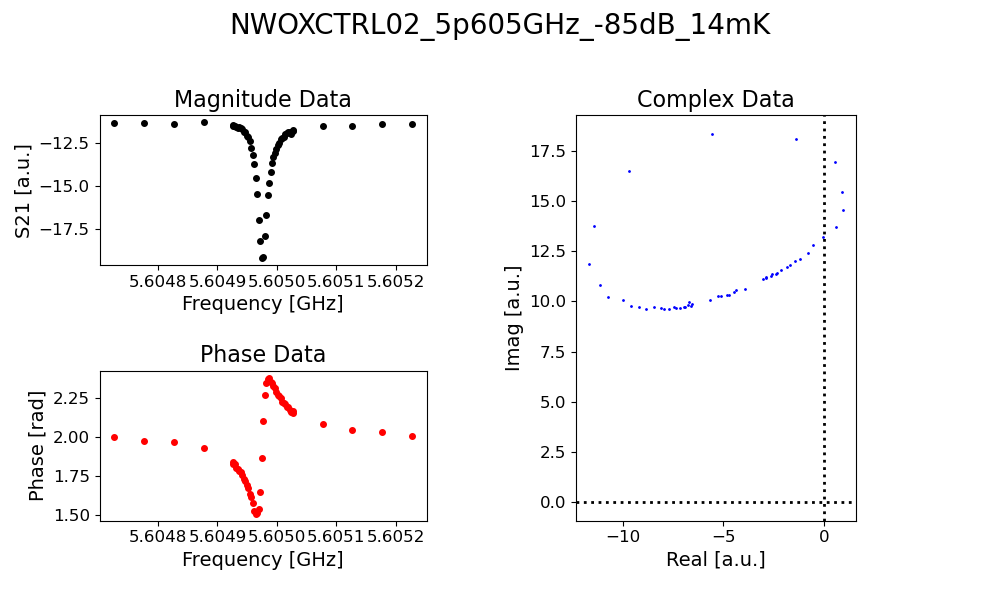 NWOXCTRL02_5p605GHz_-85dB_14mK
Magnitude Data
S21 [a.u.]
−12.5
−15.0
−17.5
5.6048 5.6049 5.6050 5.6051 5.6052
Frequency [GHz]
Phase Data
Phase [rad]
2.25
2.00
1.75
1.50
5.6048 5.6049 5.6050 5.6051 5.6052
Frequency [GHz]
Complex Data
Imag [a.u.]
17.5
15.0
12.5
10.0
7.5
5.0
2.5
0.0
−10 −5 0
Real [a.u.]